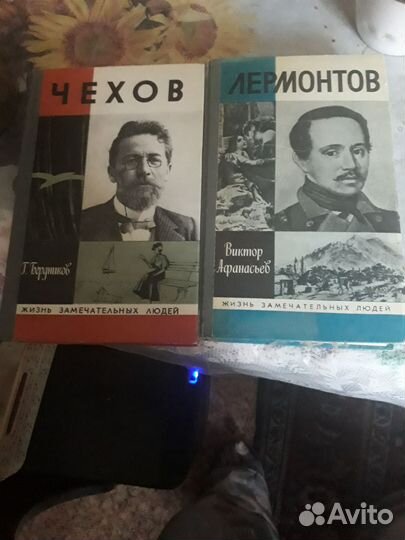 ЧЕХОВ
Г. Бердников
ЖИЗНЬ ЗАМЕЧАТЕЛЬНЫХ ЛЮДЕЙ
ЛЕРМОНТОВ
Виктор
Афанасьев
ЖИЗНЬ ЗАМЕЧАТЕЛЬНЫХ ЛЮДЕЙ
Avito